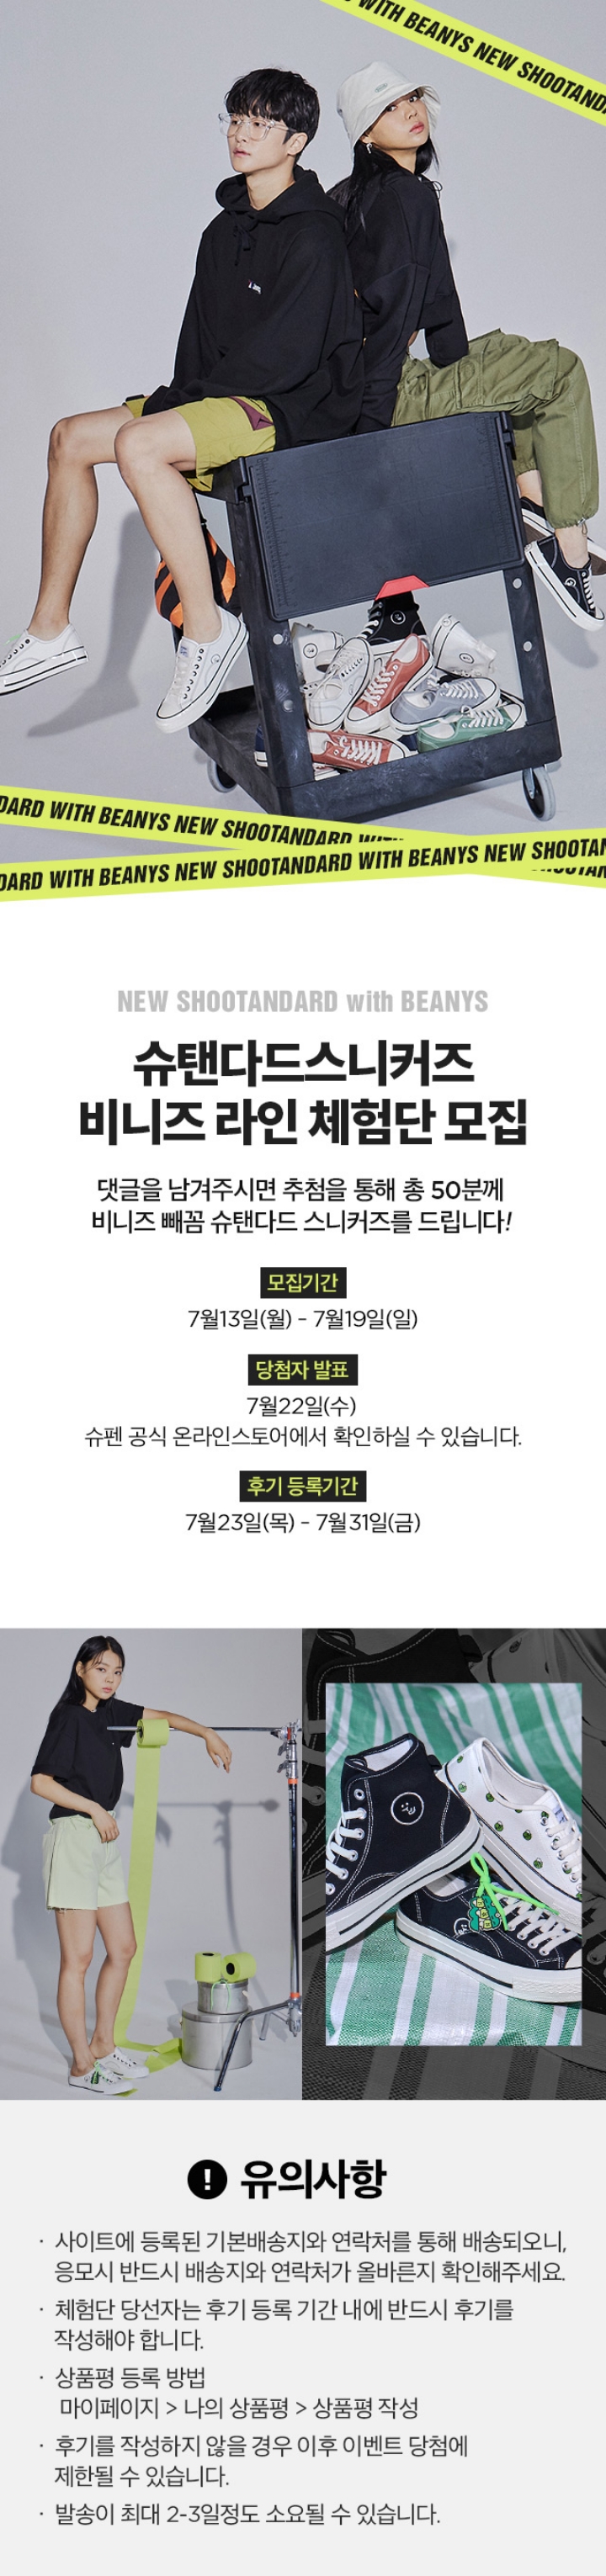 WITH BEANYS NEW SHOOTANDA
DARD WITH BEANYS NEW SHOOTANDARD
DARD WITH BEANYS NEW SHOOTANDARD WITH BEANYS NEW SHOOTAN
NEW SHOOTANDARD with BEANYS
슈탠다드스니커즈
비니즈 라인 체험단 모집
댓글을 남겨주시면 추첨을 통해 총 50분께
비니즈 빼꼼 슈탠다드 스니커즈를 드립니다!
모집기간
7월13일(월) - 7월19일(일)
당첨자 발표
7월22일(수)
슈펜 공식 온라인스토어에서 확인하실 수 있습니다.
후기 등록기간
7월23일(목) - 7월31일(금)
! 유의사항
· 사이트에 등록된 기본배송지와 연락처를 통해 배송되오니,
응모시 반드시 배송지와 연락처가 올바른지 확인해주세요.
· 체험단 당선자는 후기 등록 기간 내에 반드시 후기를
작성해야 합니다.
· 상품평 등록 방법
마이페이지 > 나의 상품평 > 상품평 작성
· 후기를 작성하지 않을 경우 이후 이벤트 당첨에
제한될 수 있습니다.
· 발송이 최대 2-3일정도 소요될 수 있습니다.